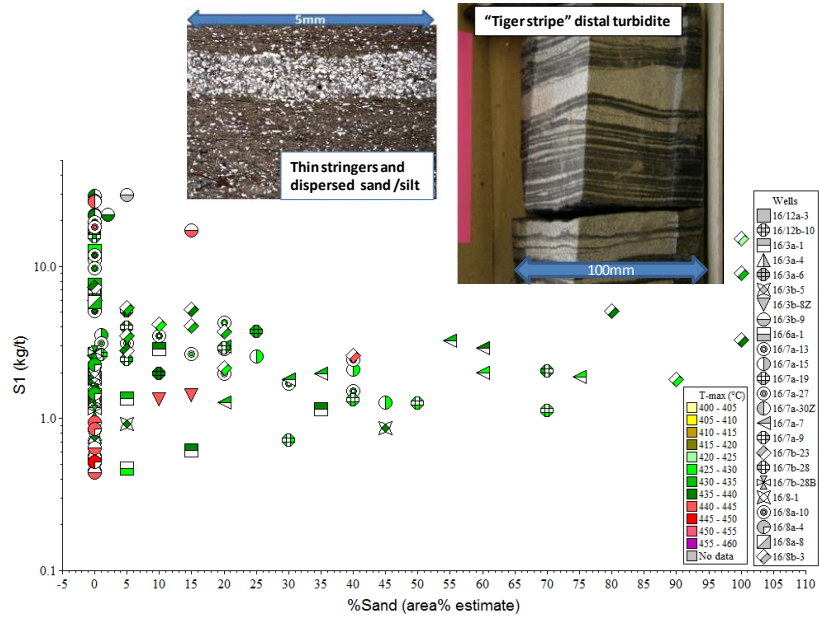 5mm
Thin stringers and
dispersed sand /silt
"Tiger stripe" distal turbidite
100mm
S1 (kg/t)
10.0
1.0
0.1
-5 0 5 10 15 20 25 30 35 40 45 50 55 60 65 70 75 80 85 90 95 100 105 110
%Sand (area% estimate)
T-max (°C)
400 - 405
405 - 410
410 - 415
415 - 420
420 - 425
425 - 430
430 - 435
435 - 440
440 - 445
445 - 450
450 - 455
455 - 460
No data
Wells
16/12a-3
16/12b-10
16/3a-1
16/3a-4
16/3a-6
16/3b-5
16/3b-8Z
16/3b-9
16/6a-1
16/7a-13
16/7a-15
16/7a-19
16/7a-27
16/7a-30Z
16/7a-7
16/7a-9
16/7b-23
16/7b-28
16/7b-28B
16/8-1
16/8a-10
16/8a-4
16/8a-8
16/8b-3